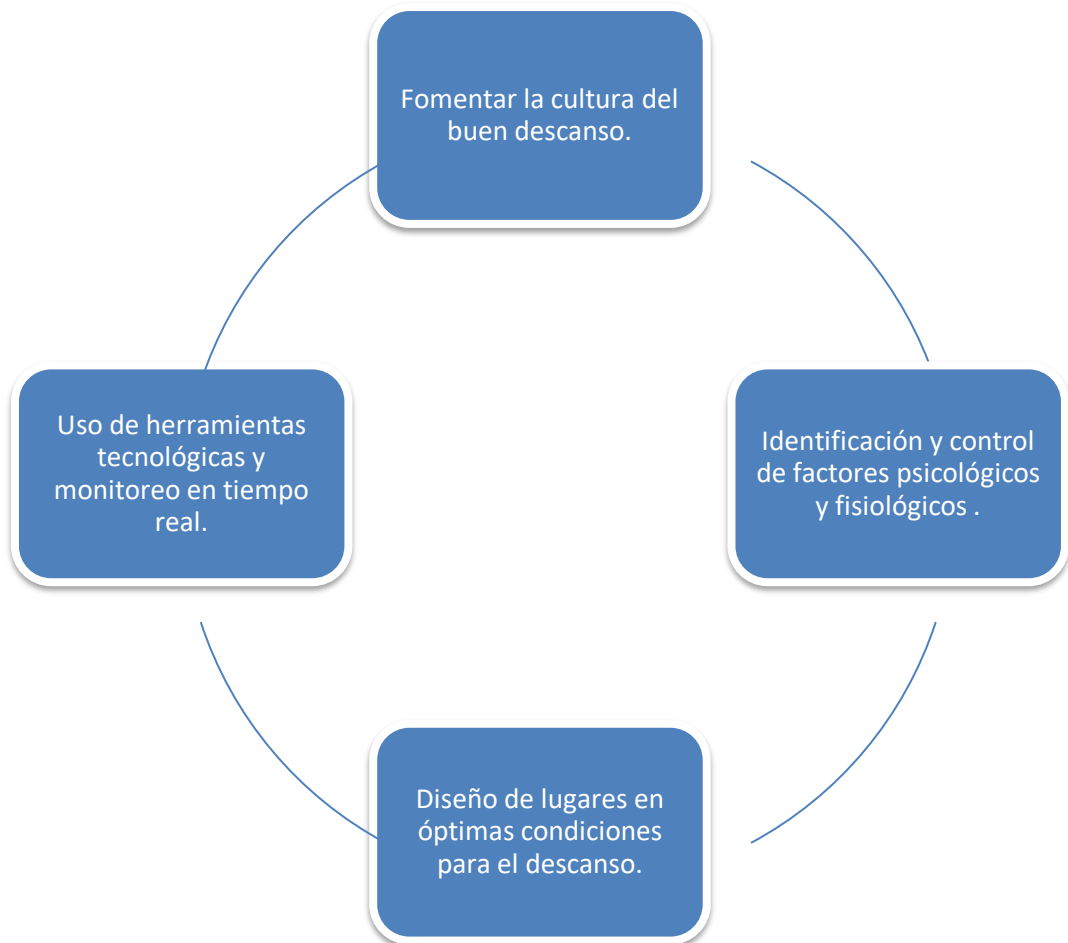 Fomentar la cultura del
buen descanso.
Identificación y control
de factores psicológicos
y fisiológicos .
Diseño de lugares en
óptimas condiciones
para el descanso.
Uso de herramientas
tecnológicas y
monitoreo en tiempo
real.